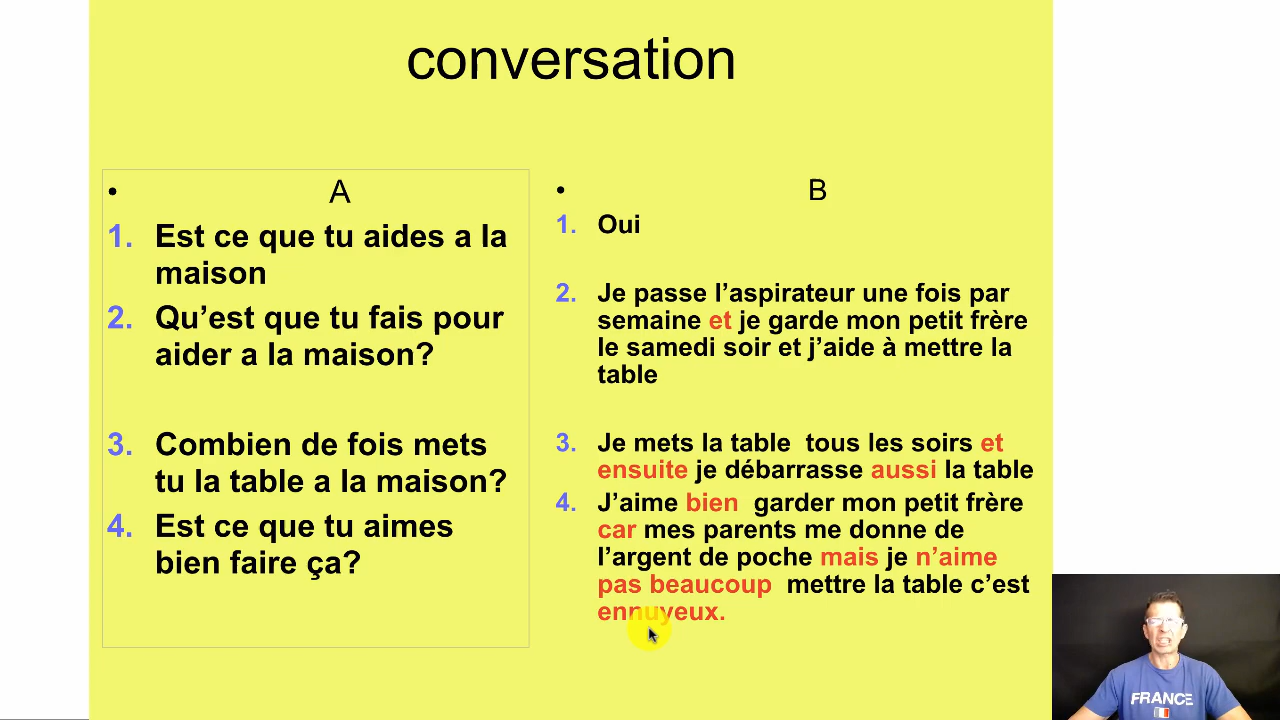 conversation
• A
1. Est ce que tu aides a la
maison
2. Qu’est que tu fais pour
aider a la maison?
3. Combien de fois mets
tu la table a la maison?
4. Est ce que tu aimes
bien faire ça?
• B
1. Oui
2. Je passe l’aspirateur une fois par
semaine et je garde mon petit frère
le samedi soir et j’aide à mettre la
table
3. Je mets la table tous les soirs et
ensuite je débarrasse aussi la table
4. J’aime bien garder mon petit frère
car mes parents me donne de
l’argent de poche mais je n’aime
pas beaucoup mettre la table c’est
ennuyeux.
FRANCE